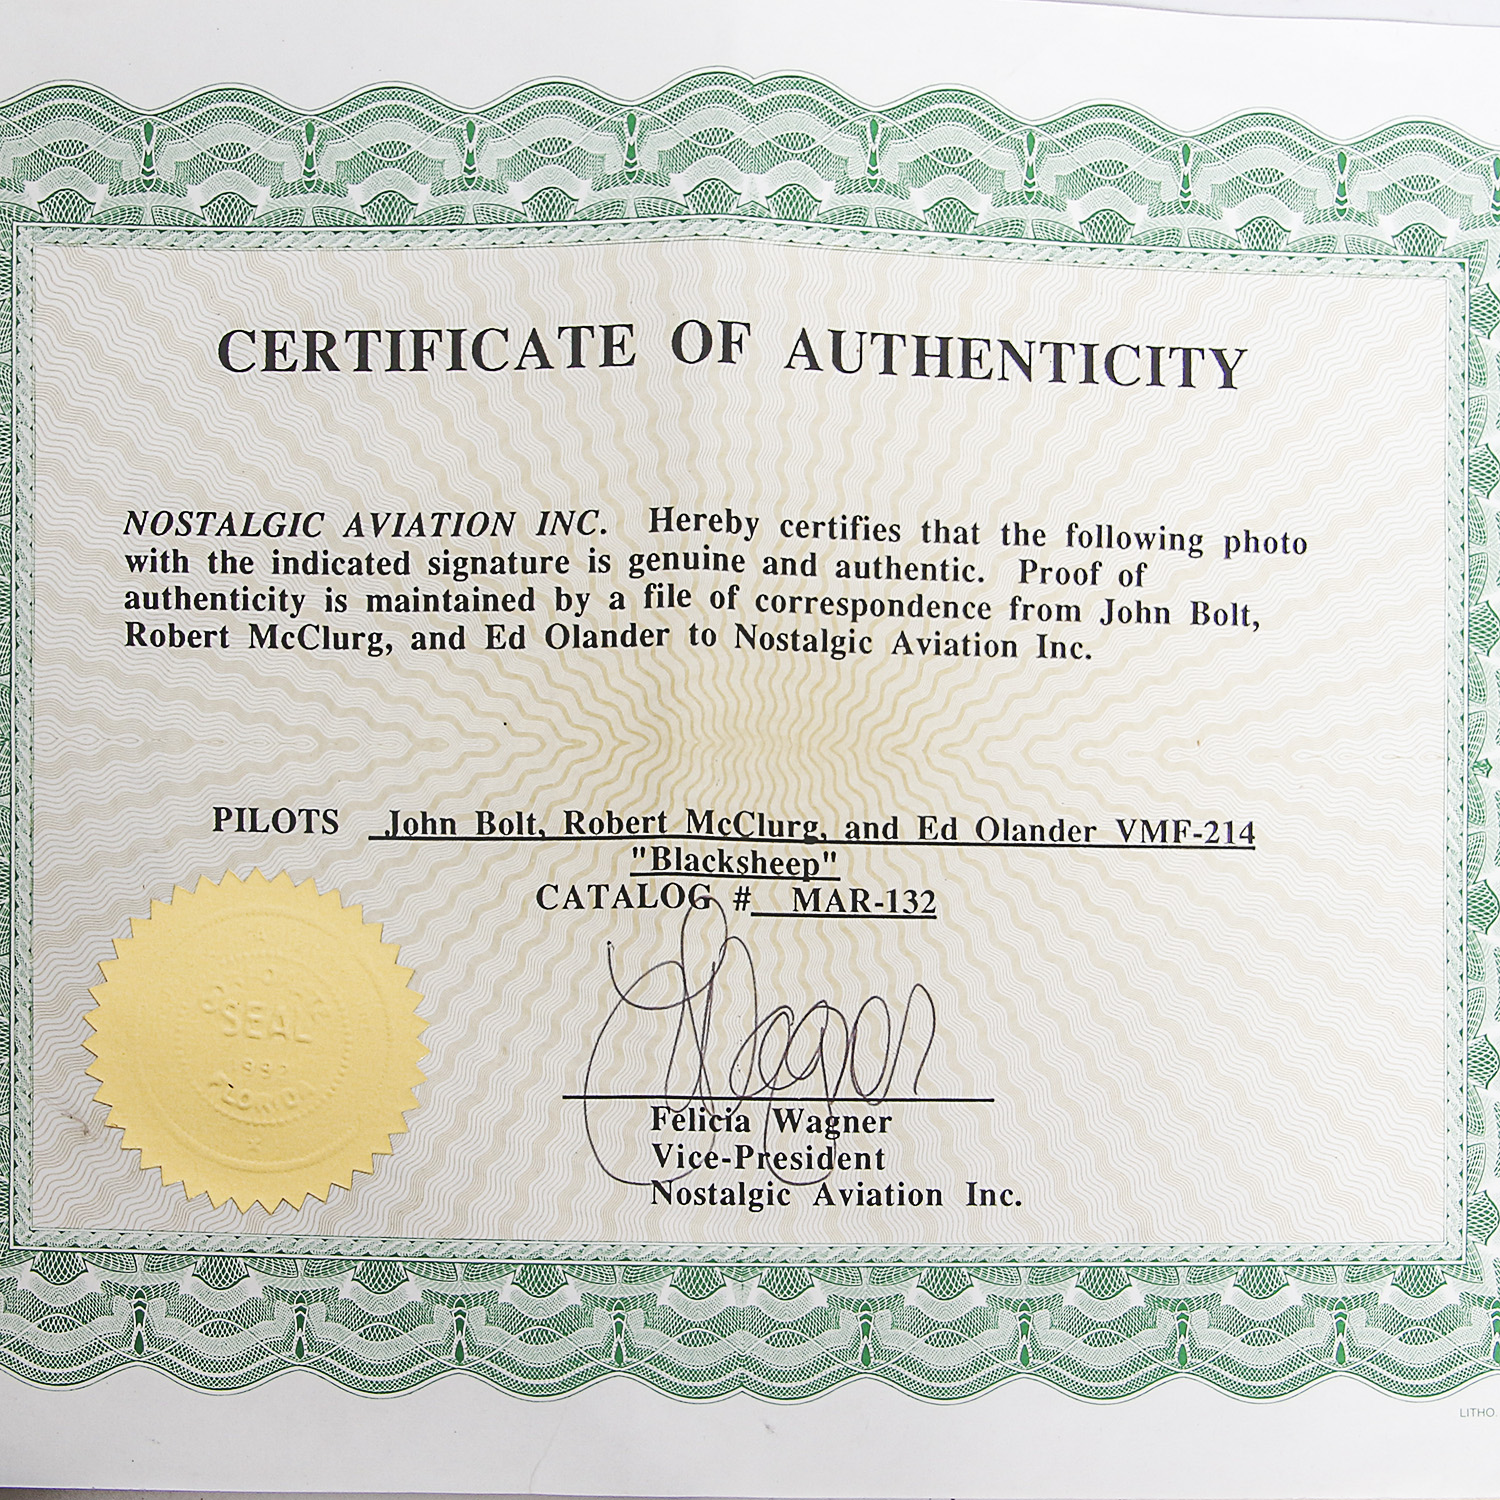 CERTIFICATE OF AUTHENTICITY
NOSTALGIC AVIATION INC. Hereby certifies that the following photo
with the indicated signature is genuine and authentic. Proof of
authenticity is maintained by a file of correspondence from John Bolt,
Robert McClurg, and Ed Olander to Nostalgic Aviation Inc.
PILOTS John Bolt, Robert McClurg, and Ed Olander VMF-214
"Blacksheep"
CATALOG # MAR-132
SEAL
Felicia Wagner
Vice-President
Nostalgic Aviation Inc.
LITHO.